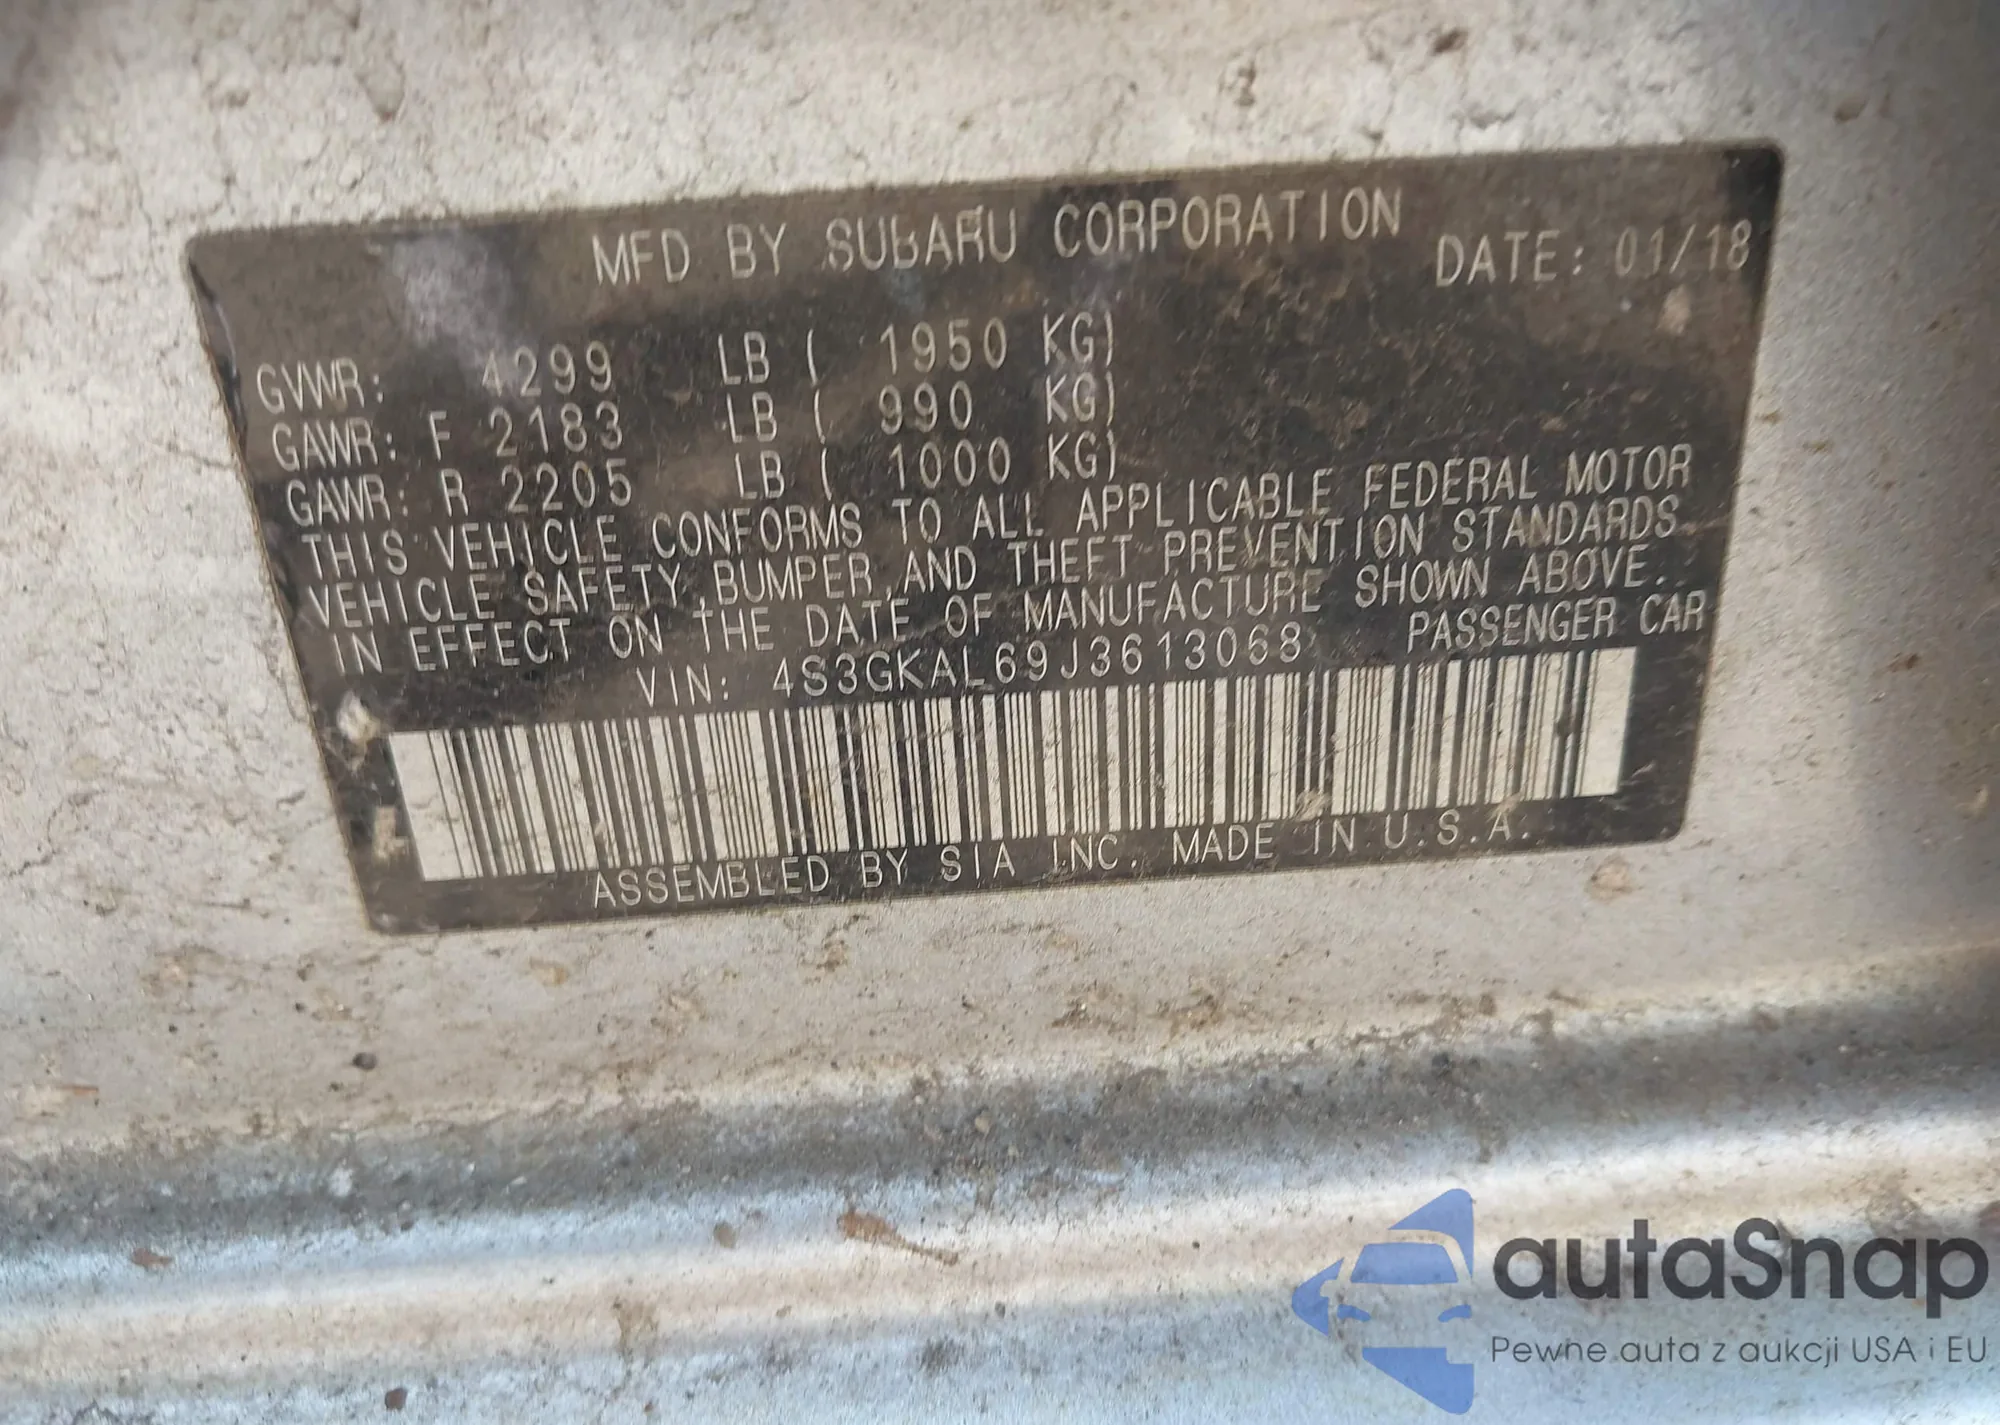 MFD BY SUBARU CORPORATION DATE: 01/18
GVWR: 4299 LB ( 1950 KG)
GAWR: F 2183 LB ( 990 KG)
GAWR: R 2205 LB ( 1000 KG)
THIS VEHICLE CONFORMS TO ALL APPLICABLE FEDERAL MOTOR
VEHICLE SAFETY, BUMPER, AND THEFT PREVENTION STANDARDS
IN EFFECT ON THE DATE OF MANUFACTURE SHOWN ABOVE.
VIN: 4S3GKAL69J3613068 PASSENGER CAR
ASSEMBLED BY SIA INC. MADE IN U.S.A.
autaSnap
Pewne auta z aukcji USA i EU